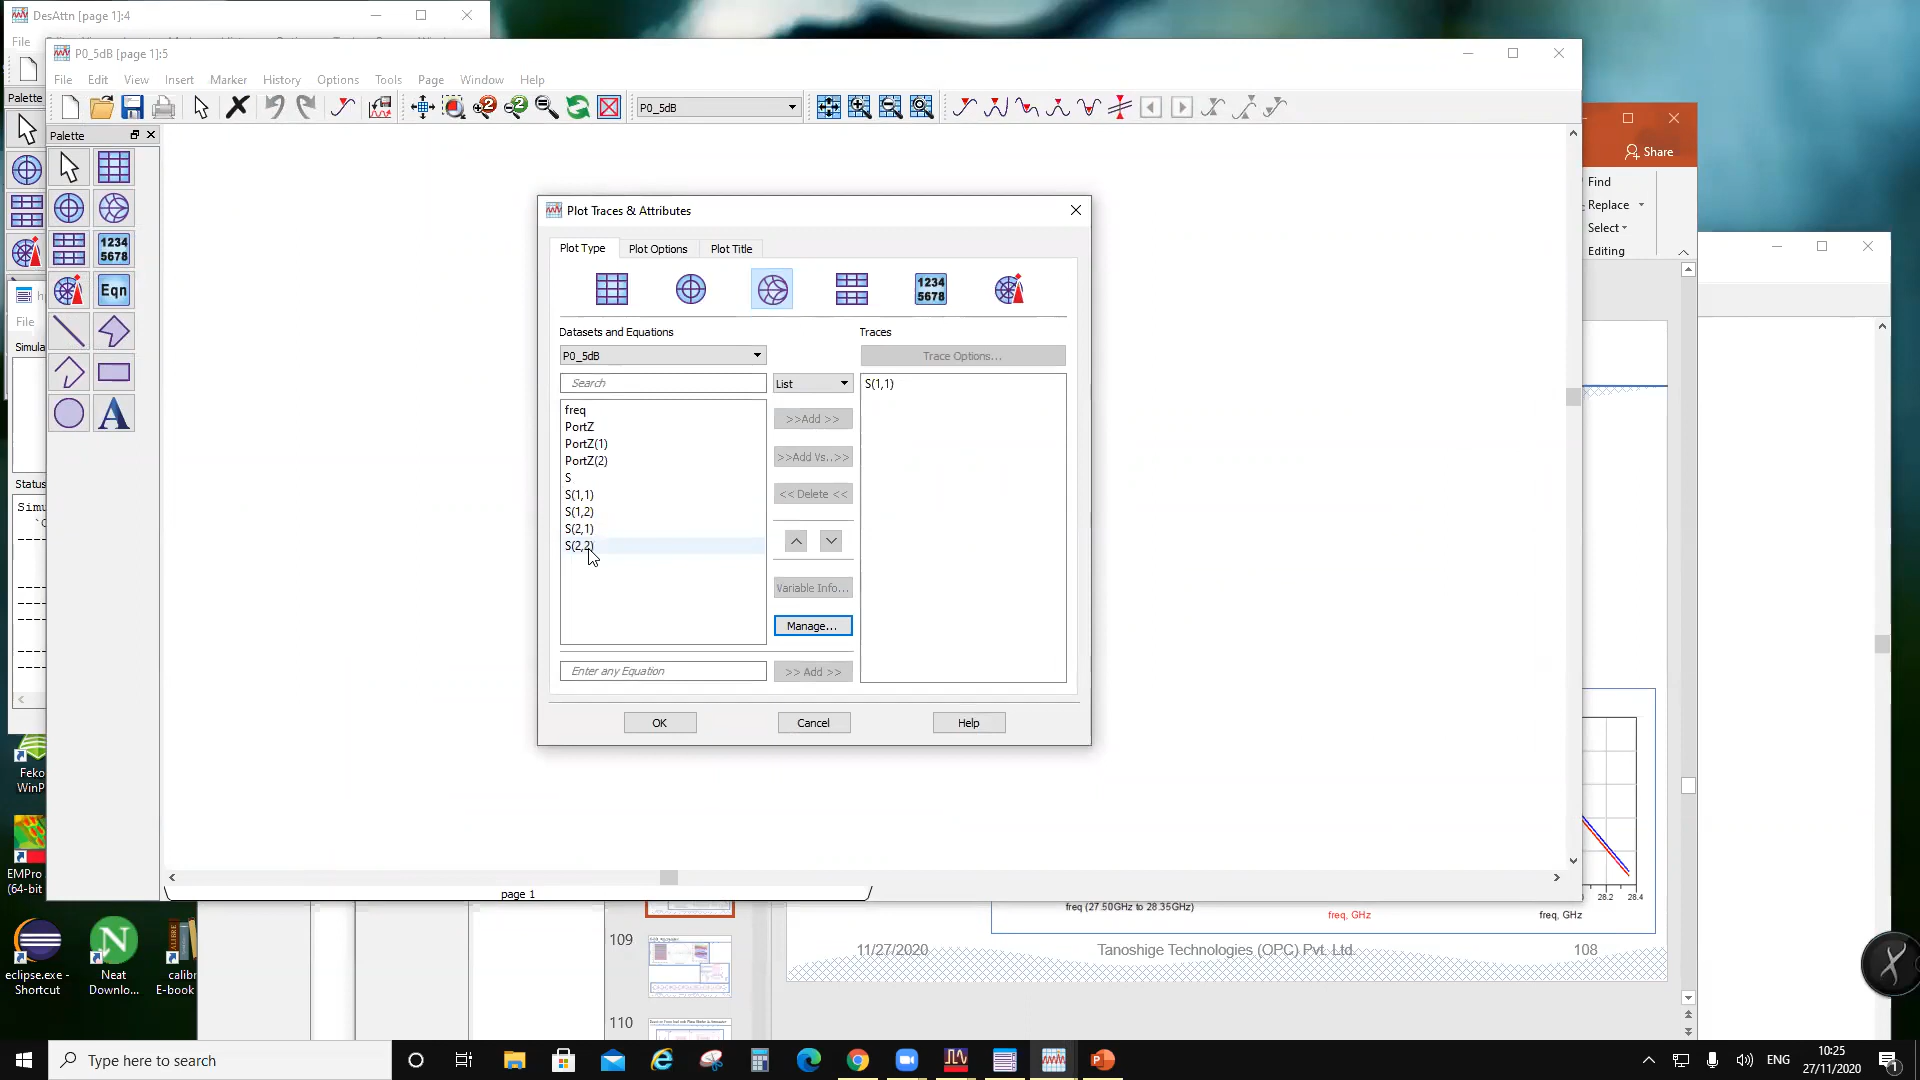 DesAttn [page 1]:4
File
P0_5dB [page 1]:5
File Edit View Insert Marker History Options Tools Page Window Help
P0_5dB
Palette
Palette
Share
Find
Replace
Select
Editing
Plot Traces & Attributes
Plot Type Plot Options Plot Title
1234
5678
1234
5678
Eqn
Datasets and Equations Traces
P0_5dB
Trace Options...
Search
List
S(1,1)
freq
PortZ
PortZ(1)
PortZ(2)
S
S(1,1)
S(1,2)
S(2,1)
S(2,2)
>>Add >>
>>Add Vs..>>
<< Delete <<
Variable Info...
Manage...
Enter any Equation
>> Add >>
OK Cancel Help
File
Simula
Status
Simu
Feko
WinP
EMPro
(64-bit
page 1
28.2 28.4
freq (27.50GHz to 28.35GHz) freq, GHz freq, GHz
109
110
11/27/2020 Tanoshige Technologies (OPC) Pvt. Ltd. 108
eclipse.exe -
Shortcut
Neat
Downlo...
calibr
E-book
Type here to search
ENG
10:25
27/11/2020
1